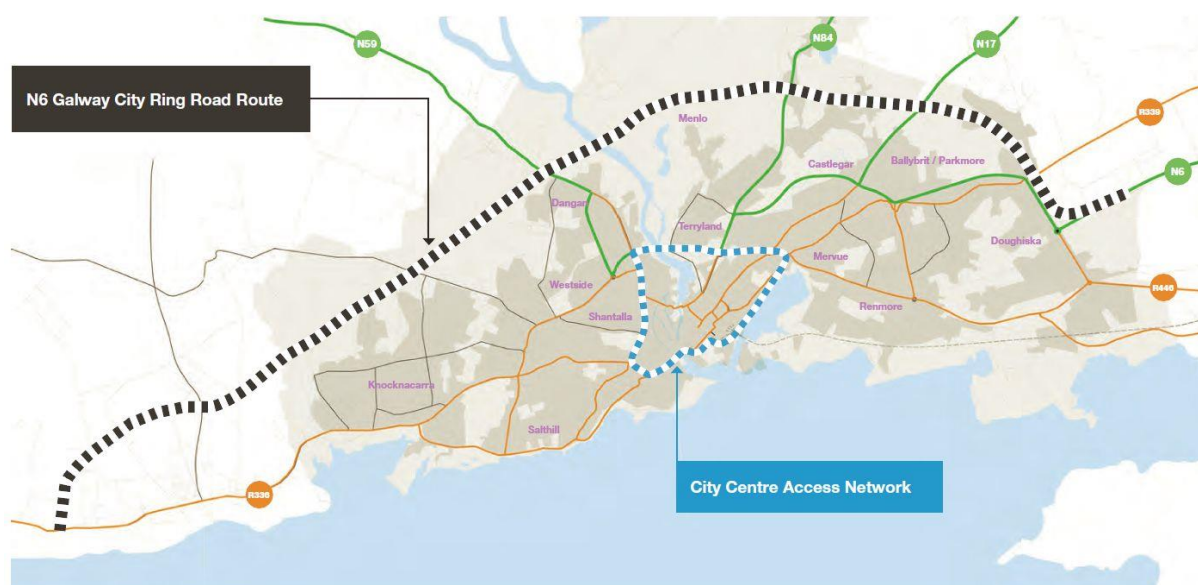 N59
N84
N17
N6 Galway City Ring Road Route
R339
Menlo
Castlegar
Ballybrit / Parkmore
N6
Dangan
Terryland
Doughiska
Mervue
Westside
R446
Renmore
Shantalla
Knocknacarra
Salthill
City Centre Access Network
R336